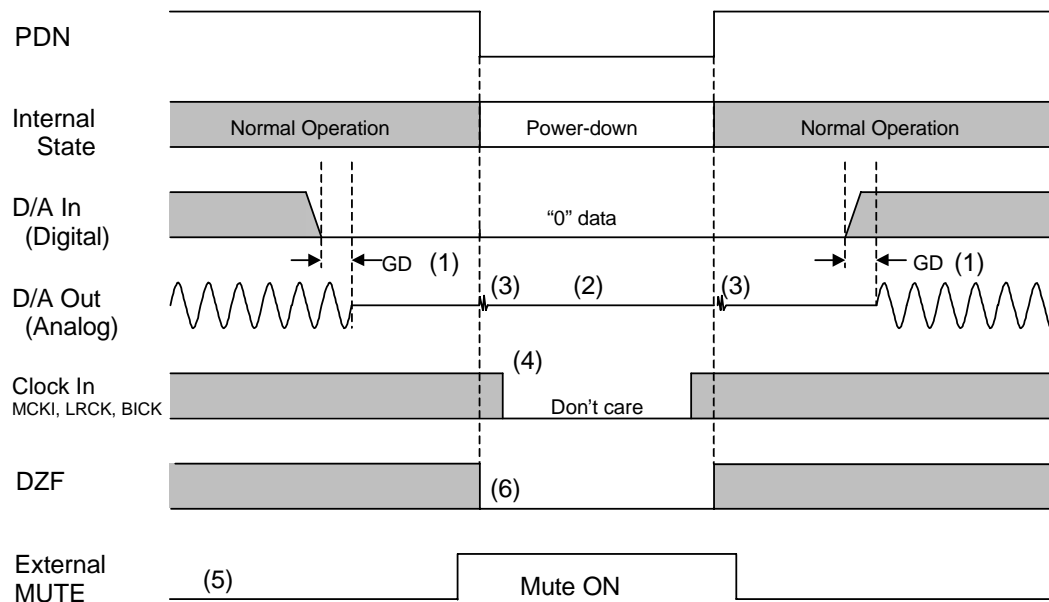 PDN
Internal
State
Normal Operation
Power-down
Normal Operation
D/A In
(Digital)
“0” data
GD (1)
GD (1)
D/A Out
(Analog)
(3)
(2)
(3)
Clock In
MCKI, LRCK, BICK
(4)
Don’t care
DZF
(6)
External
MUTE
(5)
Mute ON